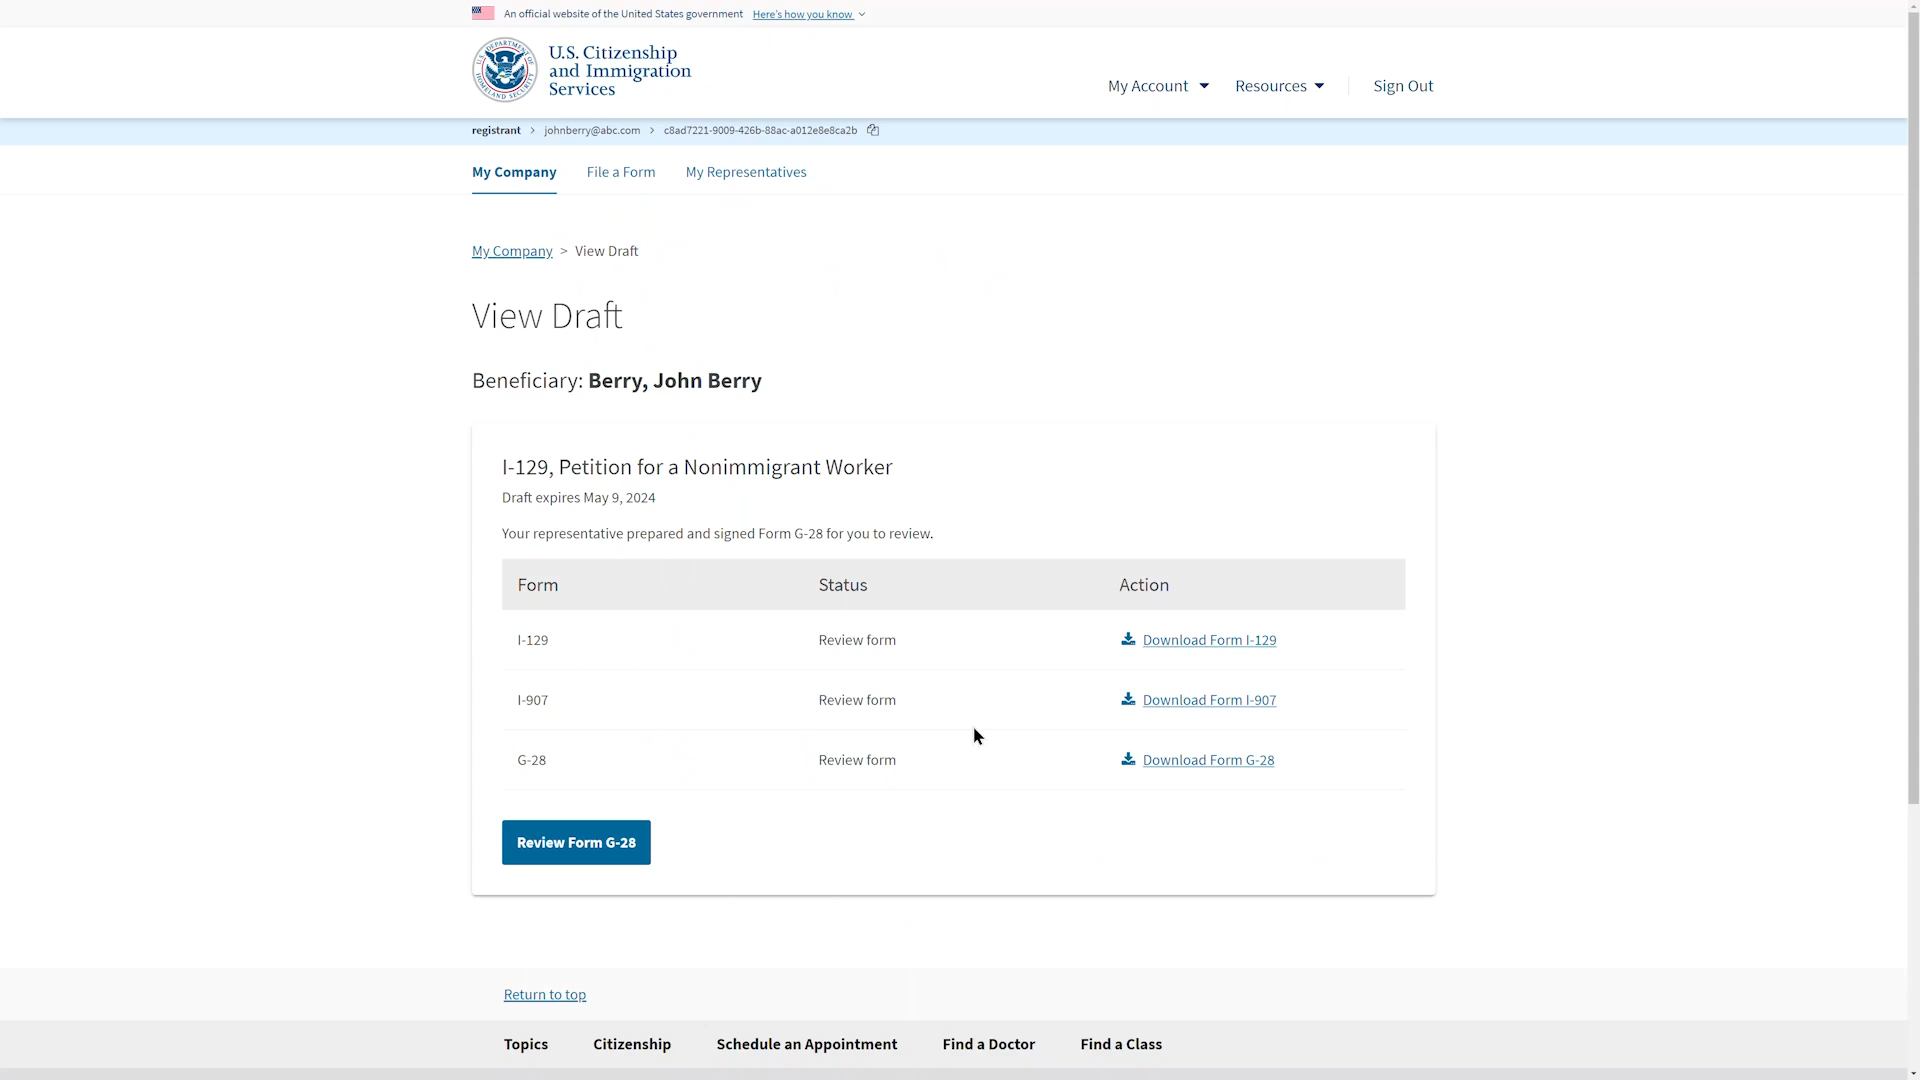 An official website of the United States government Here's how you know
U.S. Citizenship
and Immigration
Services
My Account Resources Sign Out
registrant > johnberry@abc.com > c8ad7221-9009-426b-88ac-a012e8e8ca2b
My Company File a Form My Representatives
My Company > View Draft
View Draft
Beneficiary: Berry, John Berry
I-129, Petition for a Nonimmigrant Worker
Draft expires May 9, 2024
Your representative prepared and signed Form G-28 for you to review.
Form Status Action
I-129 Review form Download Form I-129
I-907 Review form Download Form I-907
G-28 Review form Download Form G-28
Review Form G-28
Return to top
Topics Citizenship Schedule an Appointment Find a Doctor Find a Class